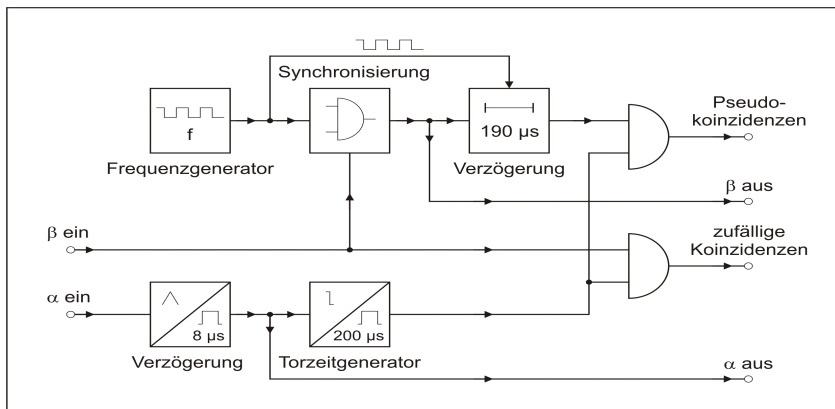 Synchronisierung
f
Frequenzgenerator
190 µs
Verzögerung
Pseudo-
koinzidenzen
β aus
β ein
zufällige
Koinzidenzen
α ein
8 µs
Verzögerung
200 µs
Torzeitgenerator
α aus